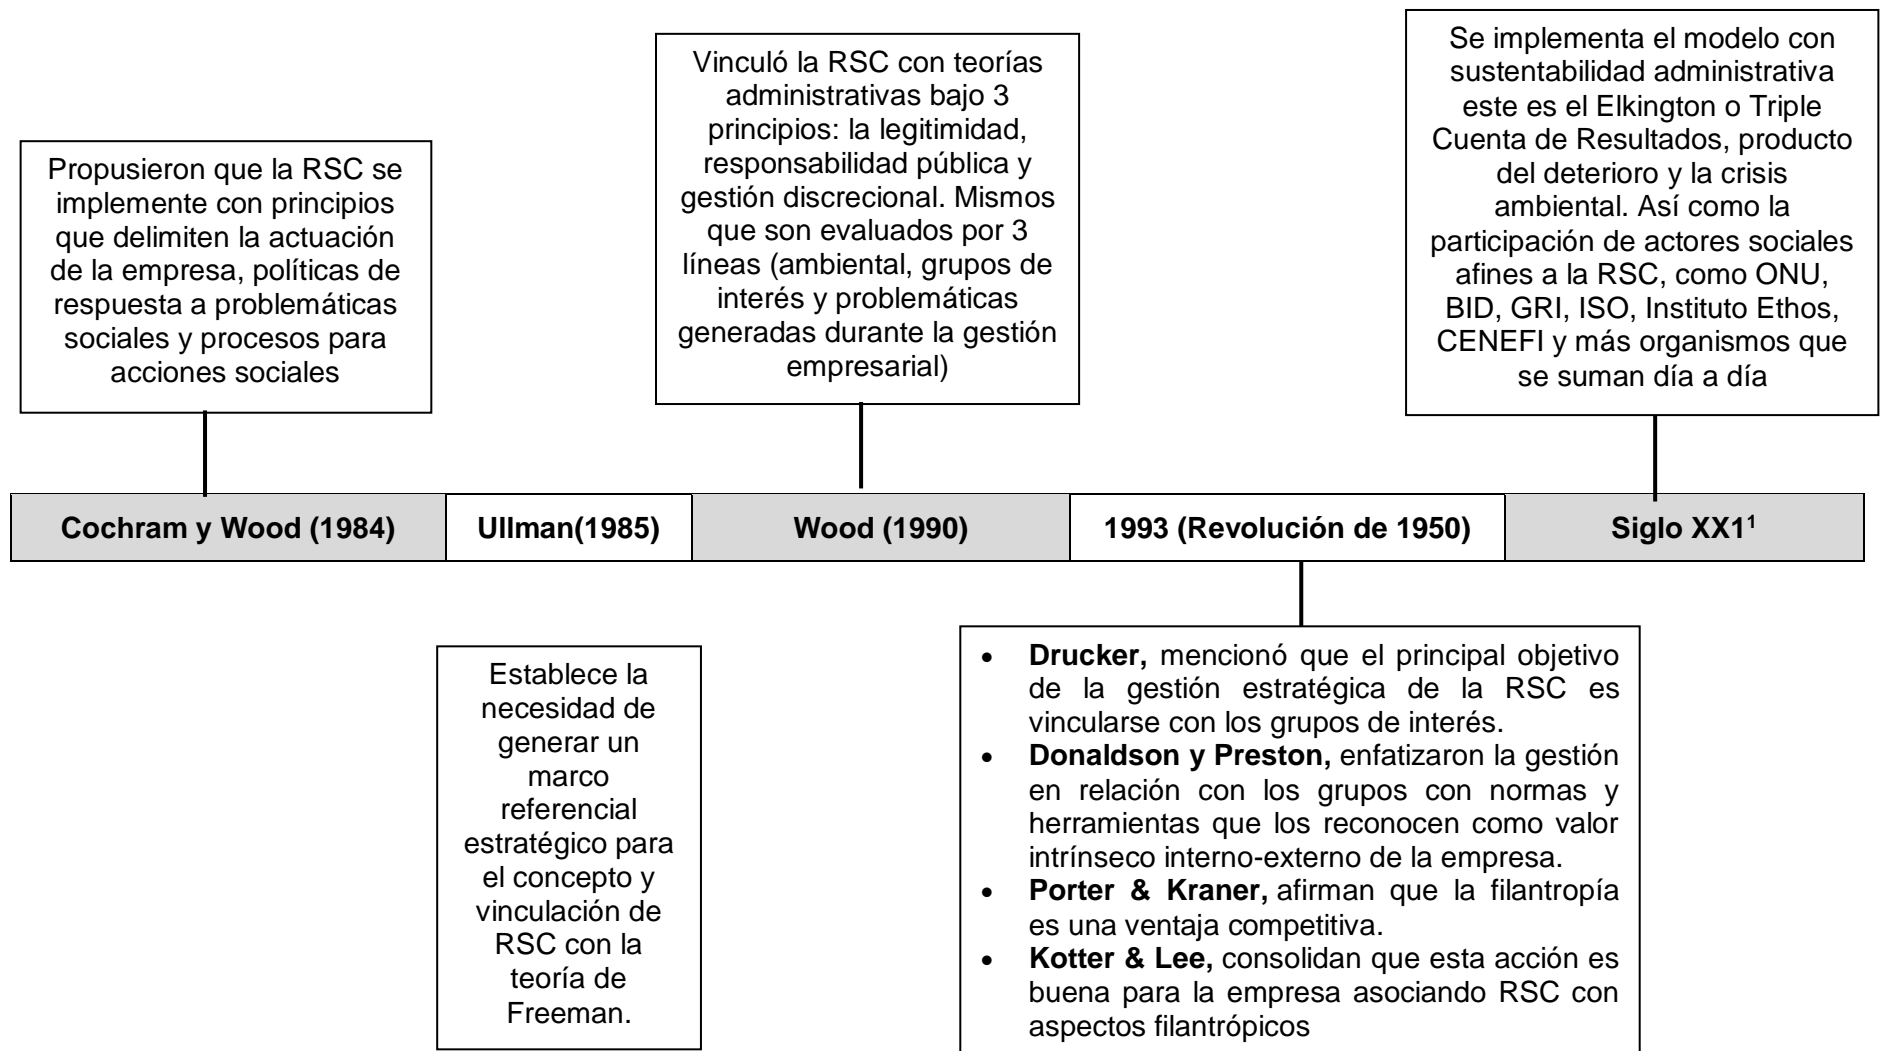 Propusieron que la RSC se
implemente con principios
que delimiten la actuación
de la empresa, políticas de
respuesta a problemáticas
sociales y procesos para
acciones sociales
Vinculó la RSC con teorías
administrativas bajo 3
principios: la legitimidad,
responsabilidad pública y
gestión discrecional. Mismos
que son evaluados por 3
líneas (ambiental, grupos de
interés y problemáticas
generadas durante la gestión
empresarial)
Se implementa el modelo con
sustentabilidad administrativa
este es el Elkington o Triple
Cuenta de Resultados, producto
del deterioro y la crisis
ambiental. Así como la
participación de actores sociales
afines a la RSC, como ONU,
BID, GRI, ISO, Instituto Ethos,
CENEFI y más organismos que
se suman día a día
Cochram y Wood (1984)
Ullman(1985)
Wood (1990)
1993 (Revolución de 1950)
Siglo XX1¹
Establece la
necesidad de
generar un
marco
referencial
estratégico para
el concepto y
vinculación de
RSC con la
teoría de
Freeman.
• Drucker, mencionó que el principal objetivo
de la gestión estratégica de la RSC es
vincularse con los grupos de interés.
• Donaldson y Preston, enfatizaron la gestión
en relación con los grupos con normas y
herramientas que los reconocen como valor
intrínseco interno-externo de la empresa.
• Porter & Kraner, afirman que la filantropía
es una ventaja competitiva.
• Kotter & Lee, consolidan que esta acción es
buena para la empresa asociando RSC con
aspectos filantrópicos